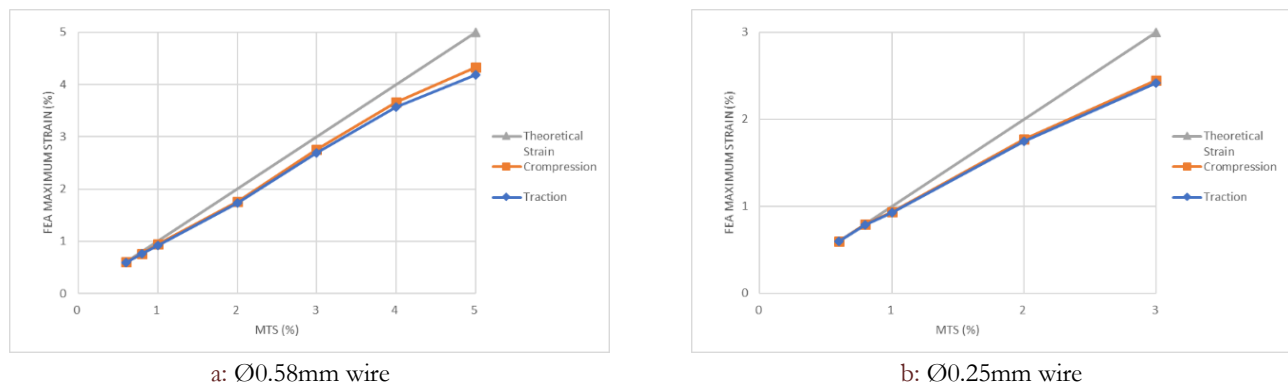 5
4
3
2
1
0
0
1
2
3
4
5
FEA MAXIMUM STRAIN (%)
MTS (%)
Theoretical
Strain
Crompression
Traction
a: Ø0.58mm wire
3
2
1
0
0
1
2
3
FEA MAXIMUM STRAIN (%)
MTS (%)
Theoretical
Strain
Crompression
Traction
b: Ø0.25mm wire